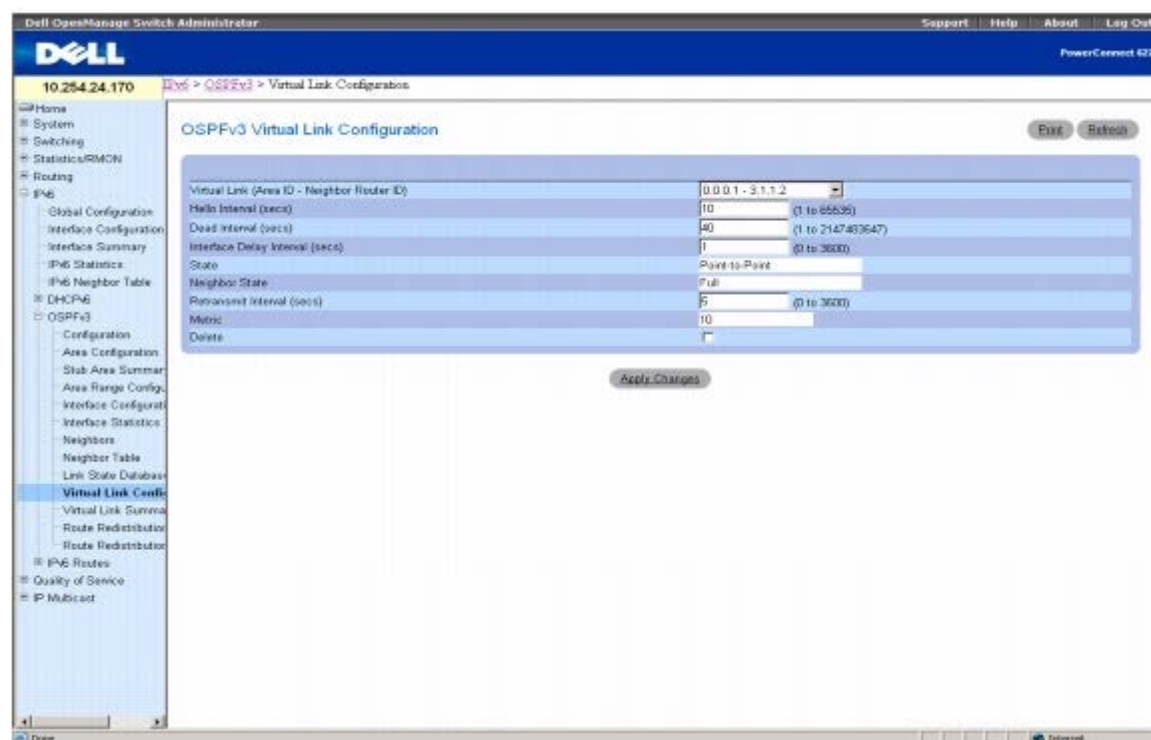 Dell OpenManage Switch Administrator
Support Help About Log Out
DELL
PowerConnect 622
10.254.24.170
IPv6 > OSPFv3 > Virtual Link Configuration
Home
System
Switching
Statistics/RMON
Routing
IPv6
Global Configuration
Interface Configuration
Interface Summary
IPv6 Statistics
IPv6 Neighbor Table
DHCPv6
OSPFv3
Configuration
Area Configuration
Stub Area Summar
Area Range Configu
Interface Configurati
Interface Statistics
Neighbors
Neighbor Table
Link State Databas
Virtual Link Config
Virtual Link Summa
Route Redistribution
Route Redistribution
IPv6 Routes
Quality of Service
IP Multicast
OSPFv3 Virtual Link Configuration
Print Refresh
Virtual Link (Area ID - Neighbor Router ID) 0.0.0.1 - 3.1.1.2
Hello Interval (secs) 10 (1 to 65535)
Dead Interval (secs) 40 (1 to 2147483647)
Interface Delay Interval (secs) 1 (0 to 3600)
State Point-to-Point
Neighbor State Full
Retransmit Interval (secs) 5 (0 to 3600)
Metric 10
Delete
Apply Changes
Done
Internet